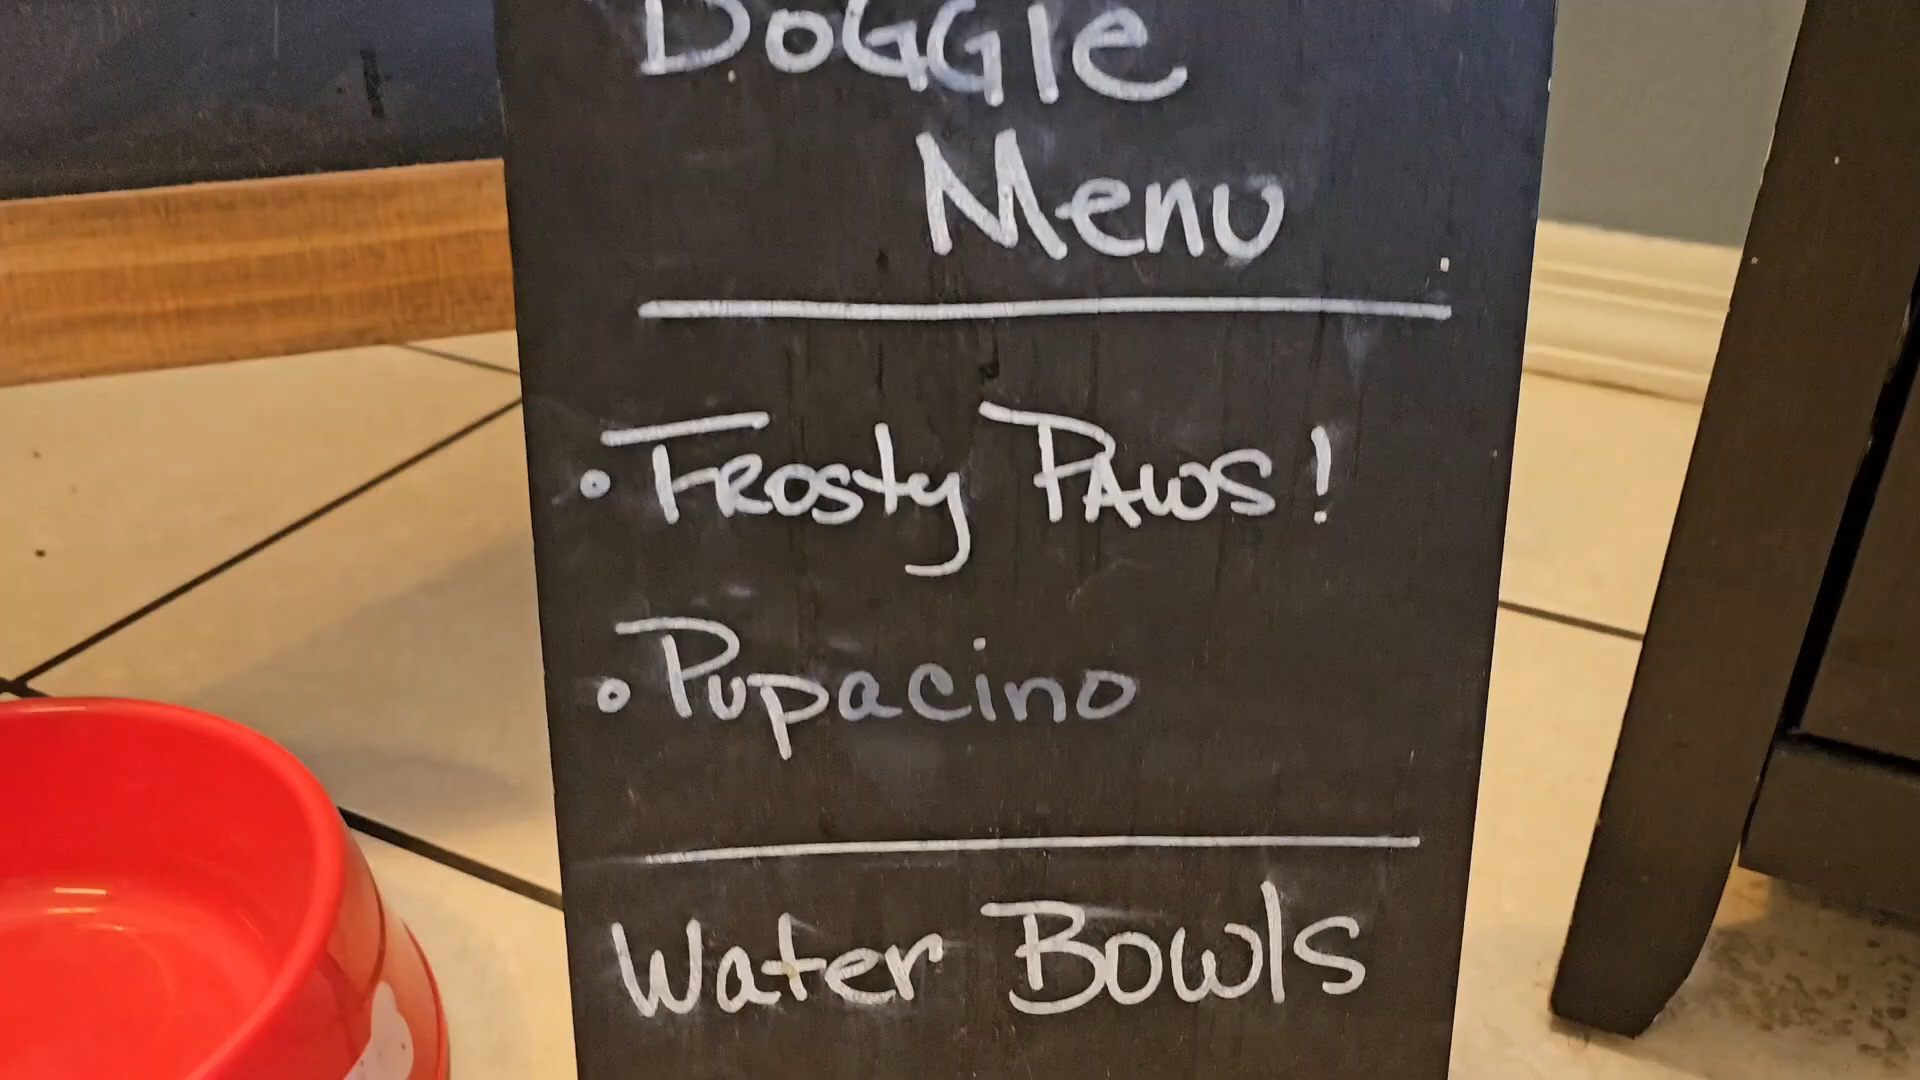 DoGGIe
Menu
• FRosty PAWS!
• Pupacino
Water Bowls